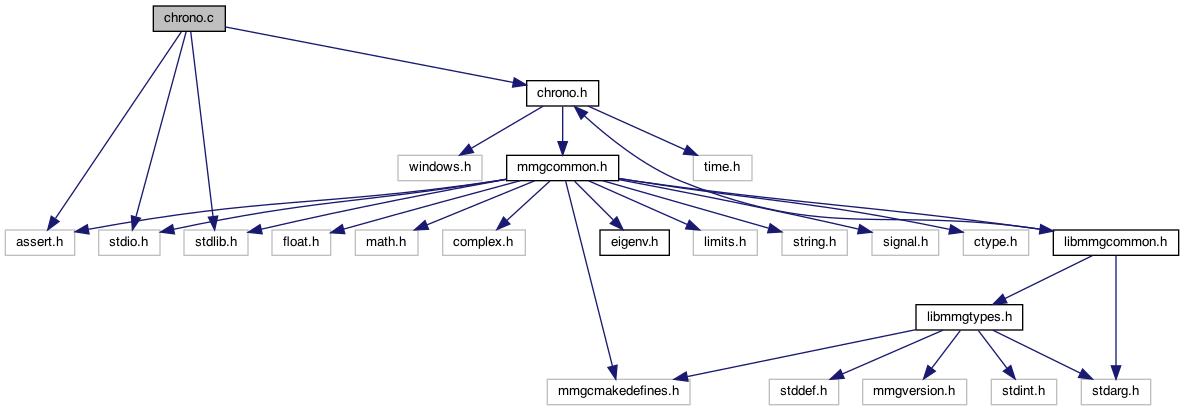 chrono.c
chrono.h
windows.h
mmgcommon.h
time.h
assert.h
stdio.h
stdlib.h
float.h
math.h
complex.h
eigenv.h
limits.h
string.h
signal.h
ctype.h
libmmgcommon.h
libmmgtypes.h
mmgcmakedefines.h
stddef.h
mmgversion.h
stdint.h
stdarg.h